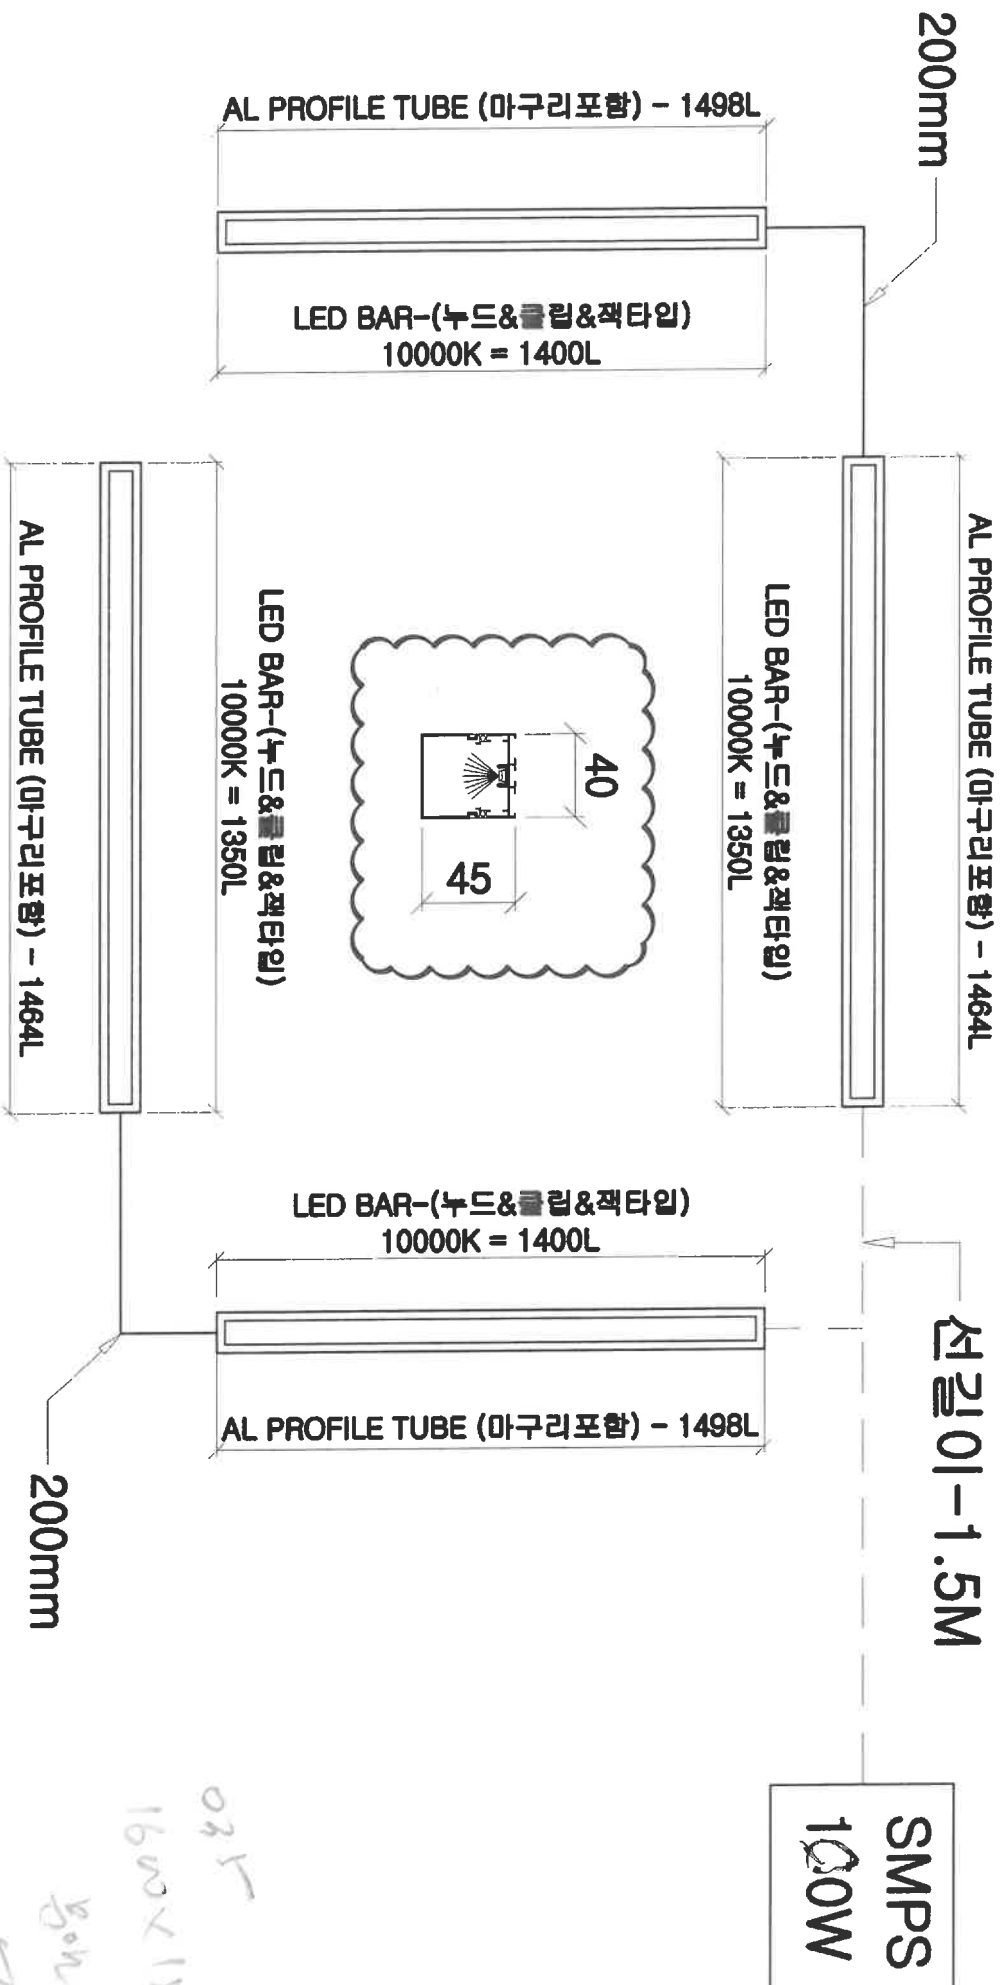 200mm
AL PROFILE TUBE (마구리포함) - 1498L
LED BAR-(누드&클립&잭타입)
10000K = 1400L
AL PROFILE TUBE (마구리포함) - 1464L
LED BAR-(누드&클립&잭타입)
10000K = 1350L
40
45
LED BAR-(누드&클립&잭타입)
10000K = 1350L
AL PROFILE TUBE (마구리포함) - 1464L
LED BAR-(누드&클립&잭타입)
10000K = 1400L
AL PROFILE TUBE (마구리포함) - 1498L
200mm
선길이-1.5M
SMPS